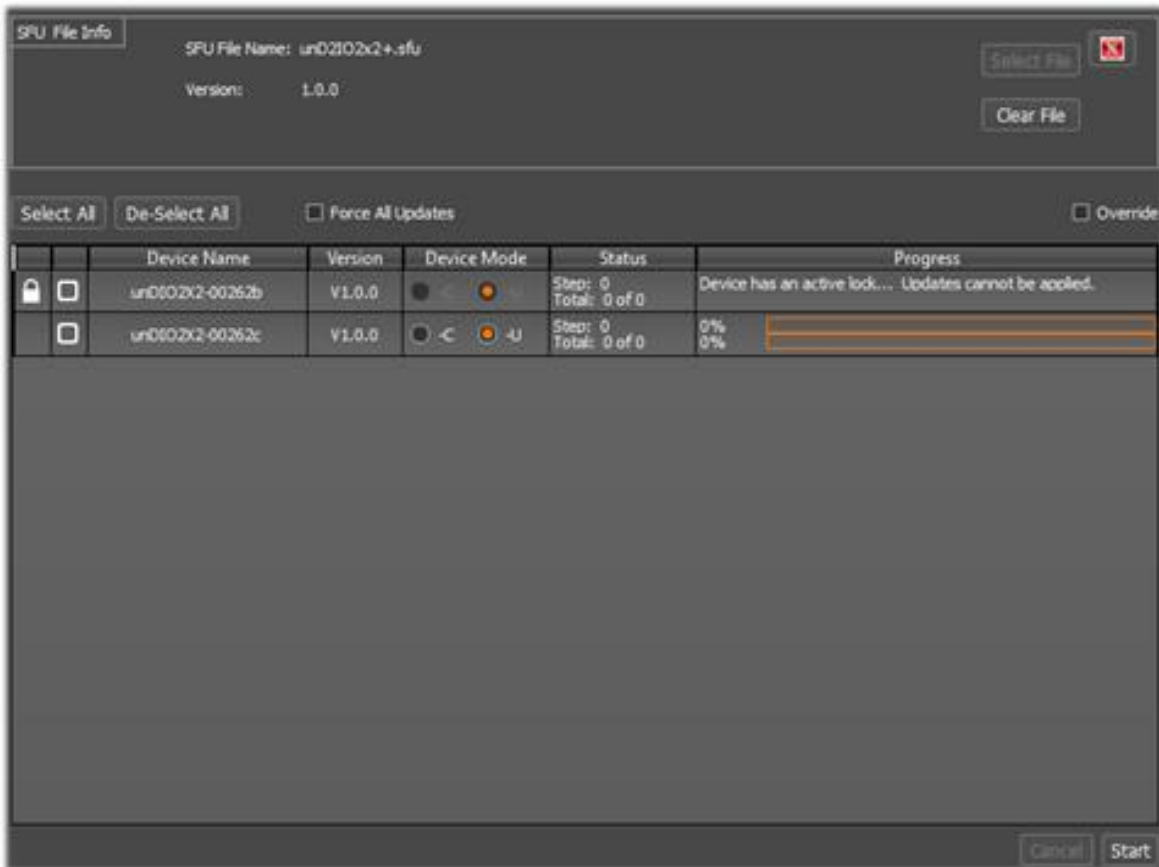 SFU File Info
SFU File Name: unD2IO2x2+.sfu
Select File
Version: 1.0.0
Clear File
Select All De-Select All Force All Updates Override
Device Name Version Device Mode Status Progress
unDIO2X2-00262b V1.0.0 Step: 0 Device has an active lock... Updates cannot be applied.
Total: 0 of 0
unDIO2X2-00262c V1.0.0 -C -U Step: 0 0%
Total: 0 of 0 0%
Cancel Start